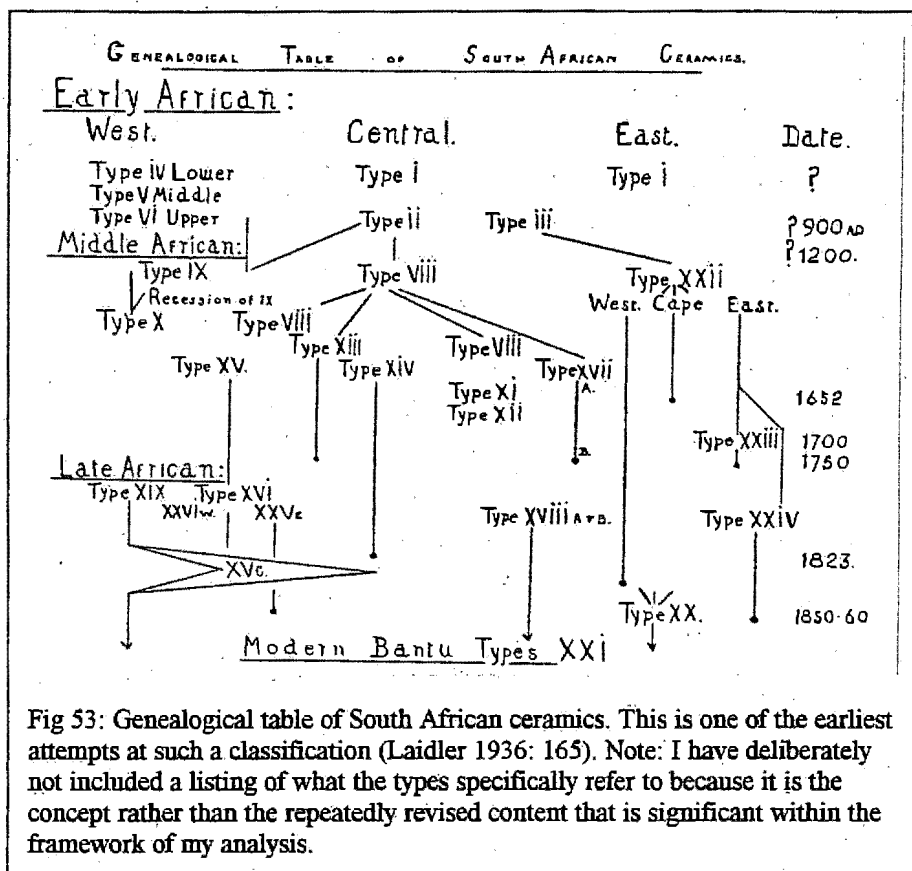 GENEALOGICAL TABLE OF SOUTH AFRICAN CERAMICS.
Early African:
West. Central. East. Date.
Type iv Lower Type i Type i ?
Type V Middle
Type VI Upper Type ii Type iii ? 900 AD
Middle African: ? 1200.
Type IX Type Viii Type XXii
Recession of IX West. Cape East.
Type X Type Viii
Type Xiii Type Viii
Type XV. Type Xiv Type xvii
A.
Type Xi 1652
Type Xii
Type XXiii 1700
B. 1750
Late African:
Type XIX Type XVi
XXVI W. XXVE Type XViii A & B. Type XXIV
XVc. 1823.
Type XX. 1850-60
Modern Bantu Types XXi
Fig 53: Genealogical table of South African ceramics. This is one of the earliest
attempts at such a classification (Laidler 1936: 165). Note: I have deliberately
not included a listing of what the types specifically refer to because it is the
concept rather than the repeatedly revised content that is significant within the
framework of my analysis.